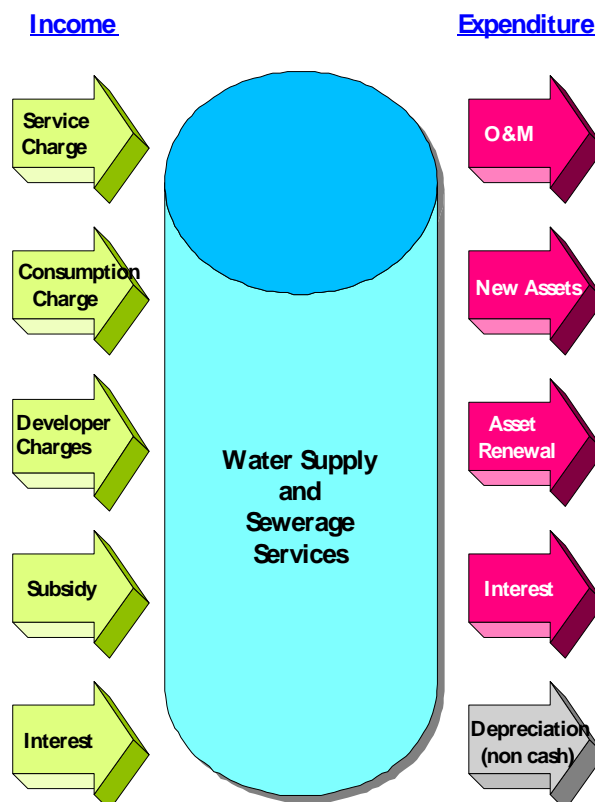 Income
Expenditure
Service
Charge
O&M
Consumption
Charge
New Assets
Developer
Charges
Asset
Renewal
Water Supply
and
Sewerage
Services
Subsidy
Interest
Interest
Depreciation
(non cash)